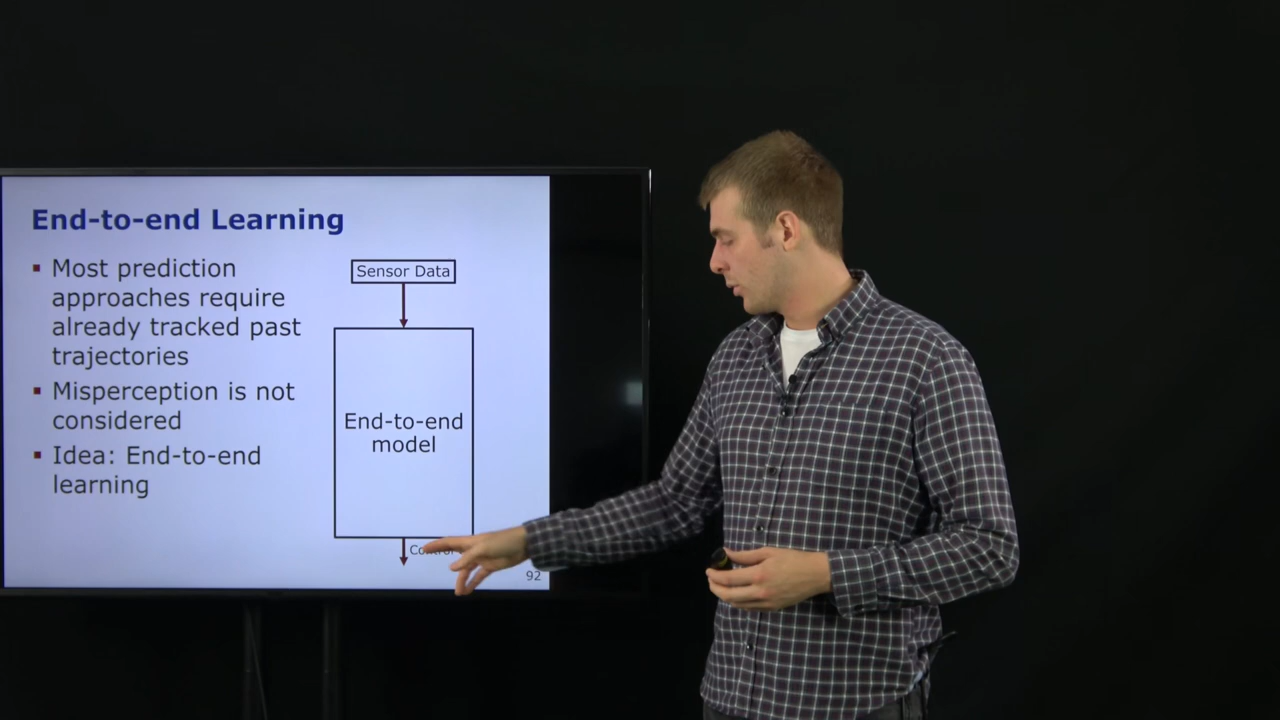 End-to-end Learning
▪ Most prediction
approaches require
already tracked past
trajectories
▪ Misperception is not
considered
▪ Idea: End-to-end
learning
Sensor Data
End-to-end
model
92